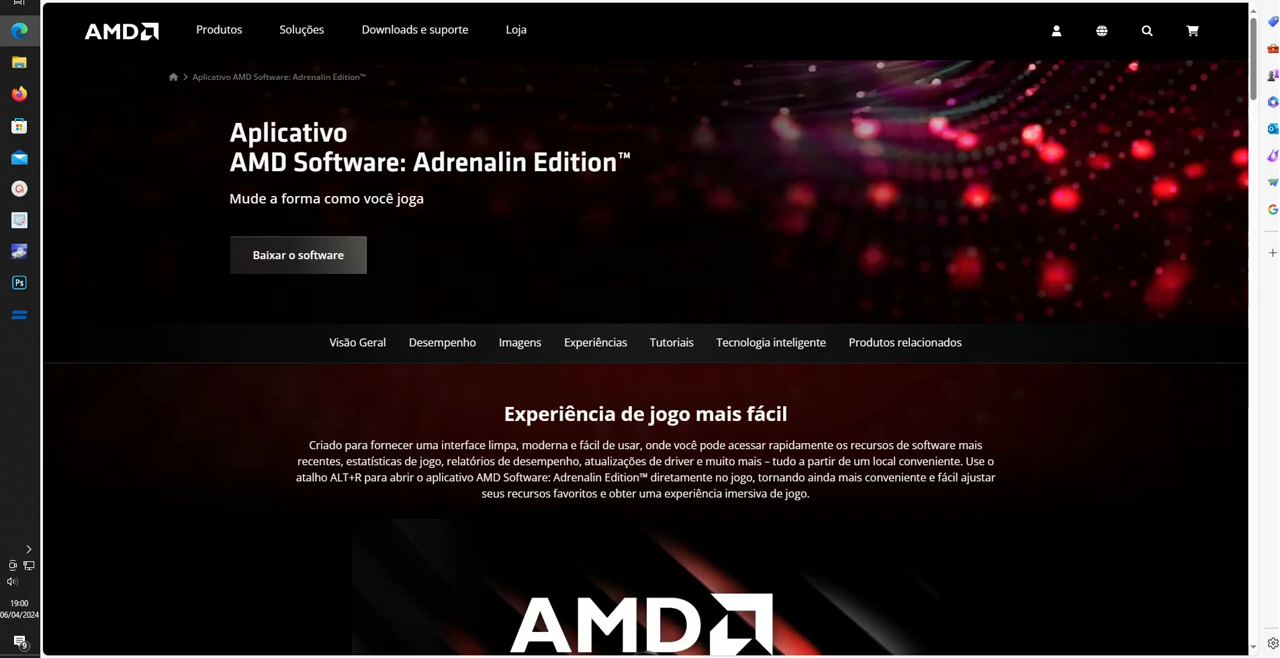 AMD
Produtos
Soluções
Downloads e suporte
Loja
Aplicativo AMD Software: Adrenalin Edition™
Aplicativo
AMD Software: Adrenalin Edition™
Mude a forma como você joga
Baixar o software
Visão Geral
Desempenho
Imagens
Experiências
Tutoriais
Tecnologia inteligente
Produtos relacionados
Experiência de jogo mais fácil
Criado para fornecer uma interface limpa, moderna e fácil de usar, onde você pode acessar rapidamente os recursos de software mais
recentes, estatísticas de jogo, relatórios de desempenho, atualizações de driver e muito mais – tudo a partir de um local conveniente. Use o
atalho ALT+R para abrir o aplicativo AMD Software: Adrenalin Edition™ diretamente no jogo, tornando ainda mais conveniente e fácil ajustar
seus recursos favoritos e obter uma experiência imersiva de jogo.
AMD
Ps
19:00
06/04/2024
9